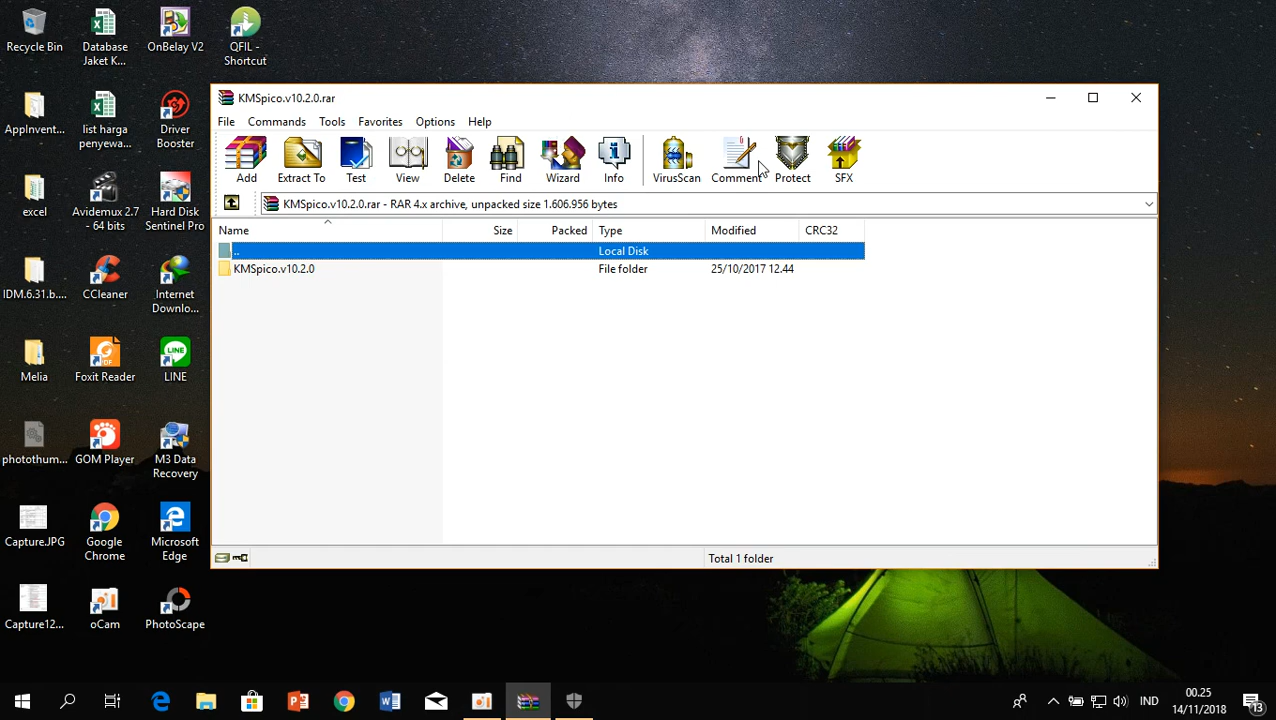 Recycle Bin
Database
Jaket K...
OnBelay V2
QFIL -
Shortcut
AppInvent...
list harga
penyewa...
Driver
Booster
excel
Avidemux 2.7
- 64 bits
Hard Disk
Sentinel Pro
IDM.6.31.b....
CCleaner
Internet
Downlo...
Melia
Foxit Reader
LINE
photothum...
GOM Player
M3 Data
Recovery
Capture.JPG
Google
Chrome
Microsoft
Edge
Capture12...
oCam
PhotoScape
KMSpico.v10.2.0.rar
File Commands Tools Favorites Options Help
Add Extract To Test View Delete Find Wizard Info VirusScan Comment Protect SFX
KMSpico.v10.2.0.rar - RAR 4.x archive, unpacked size 1.606.956 bytes
Name Size Packed Type Modified CRC32
.. Local Disk
KMSpico.v10.2.0 File folder 25/10/2017 12.44
Total 1 folder
IND
00.25
14/11/2018
13